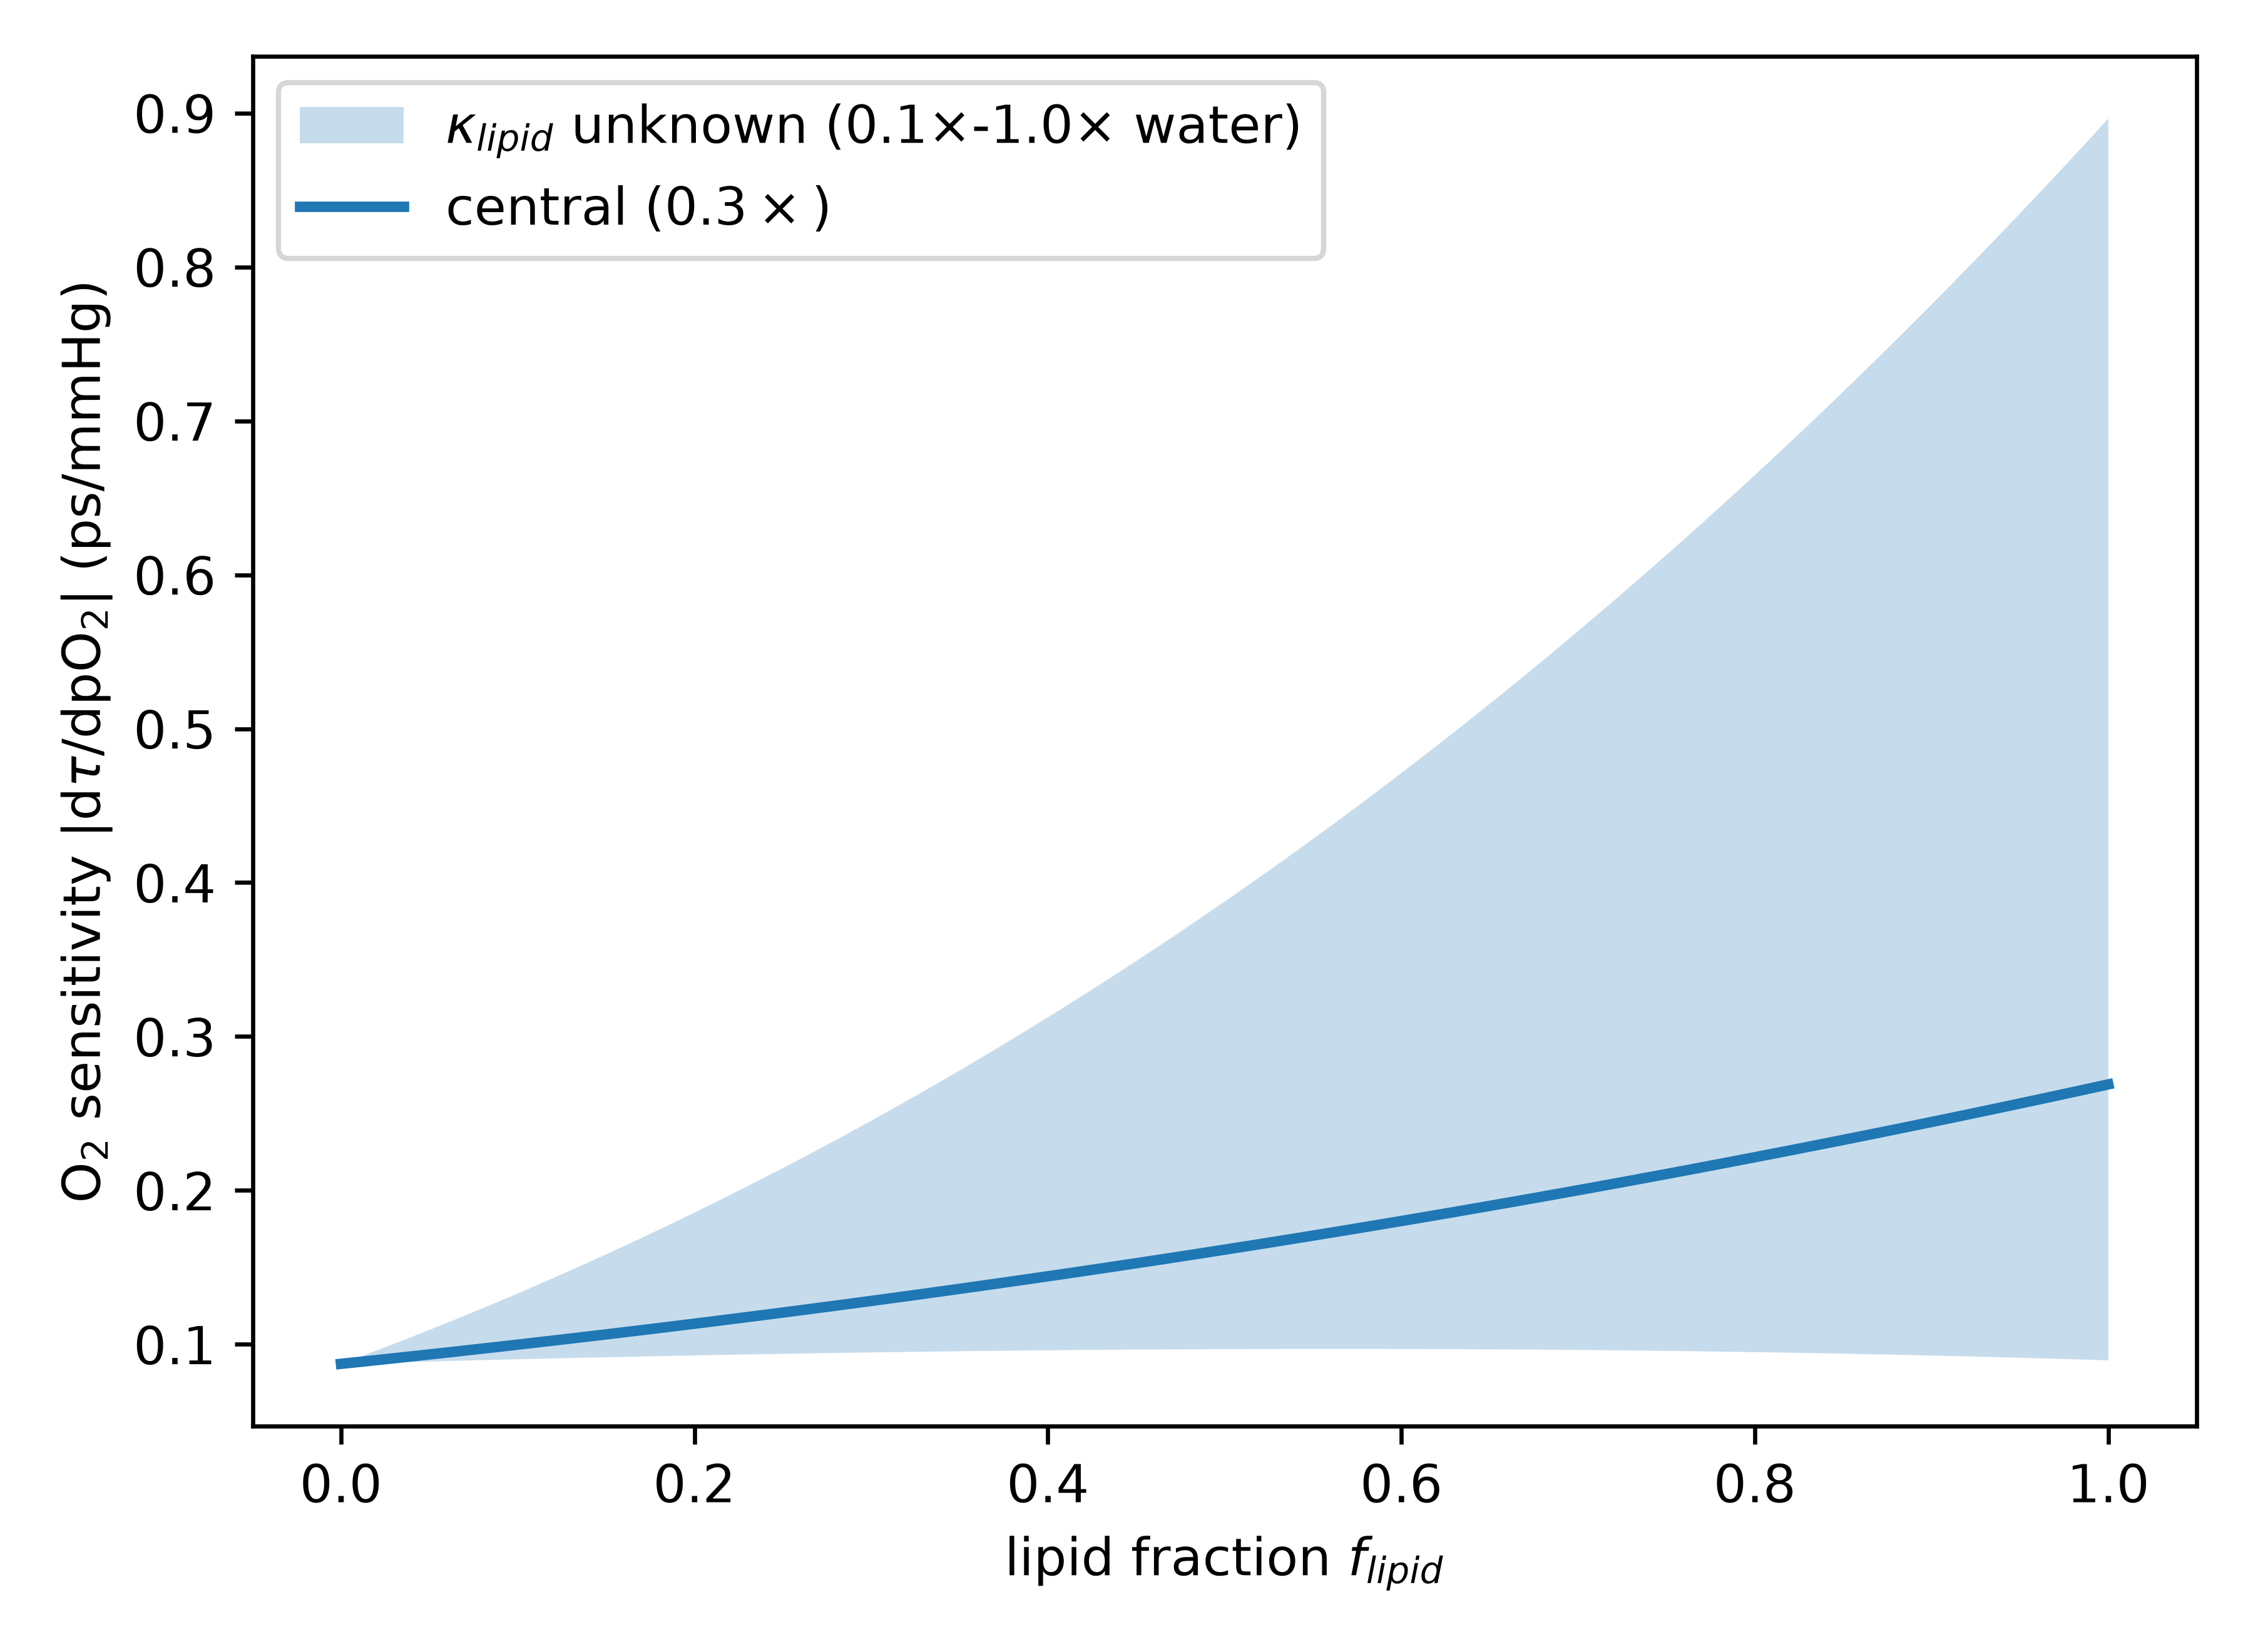 κlipid unknown (0.1×-1.0× water)
central (0.3 × )
O₂ sensitivity |dτ/dpO₂| (ps/mmHg)
0.9
0.8
0.7
0.6
0.5
0.4
0.3
0.2
0.1
0.0 0.2 0.4 0.6 0.8 1.0
lipid fraction flipid